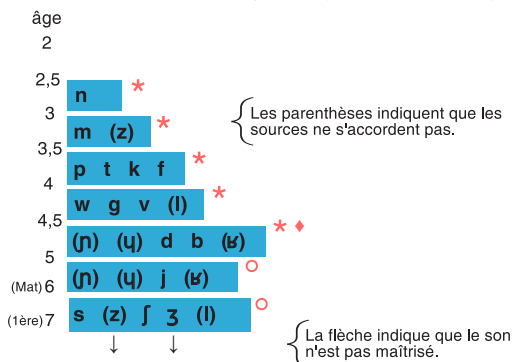 âge
2
2,5
n *
3
Les parenthèses indiquent que les
sources ne s'accordent pas.
m (z) *
3,5
p t k f *
4
w g v (l) *
4,5
(ɲ) (ɥ) d b (ʁ) * ♦
5
(ɲ) (ɥ) j (ʁ) o
(Mat) 6
s (z) ʃ ʒ (l) o
(1ère) 7
↓ ↓
La flèche indique que le son
n'est pas maîtrisé.